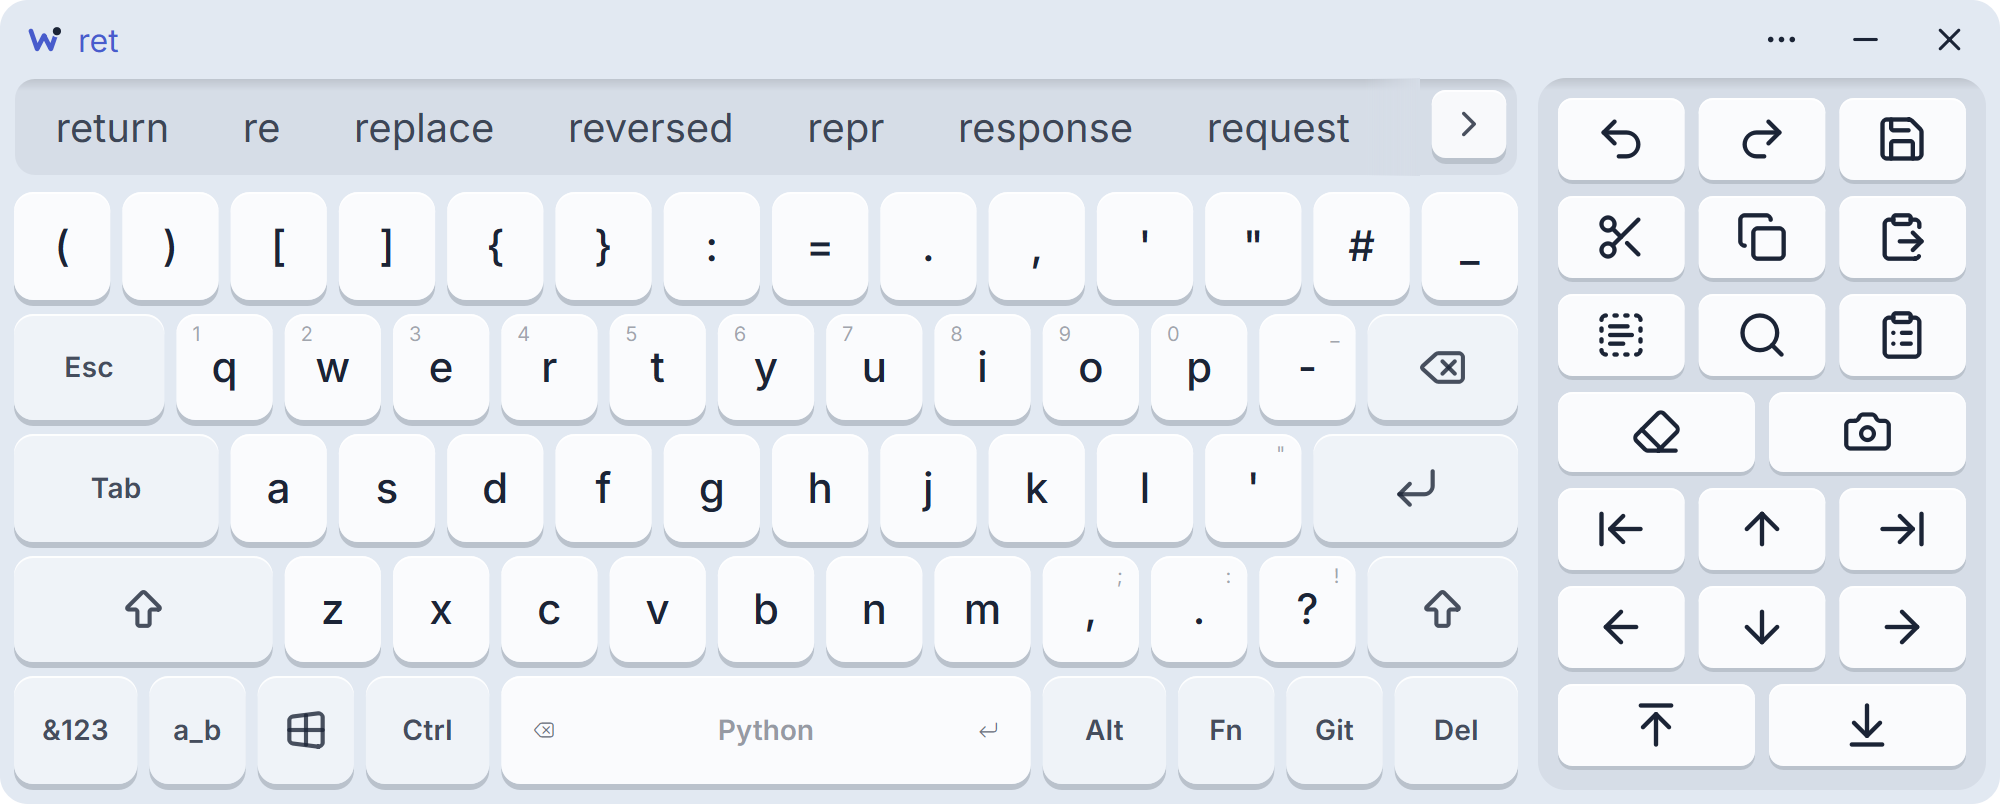 ret
return re replace reversed repr response request
( ) [ ] { } : = . , ' " # _
1 2 3 4 5 6 7 8 9 0 _
Esc q w e r t y u i o p -
"
Tab a s d f g h j k l '
; : !
z x c v b n m , . ?
&123 a_b Ctrl Python Alt Fn Git Del